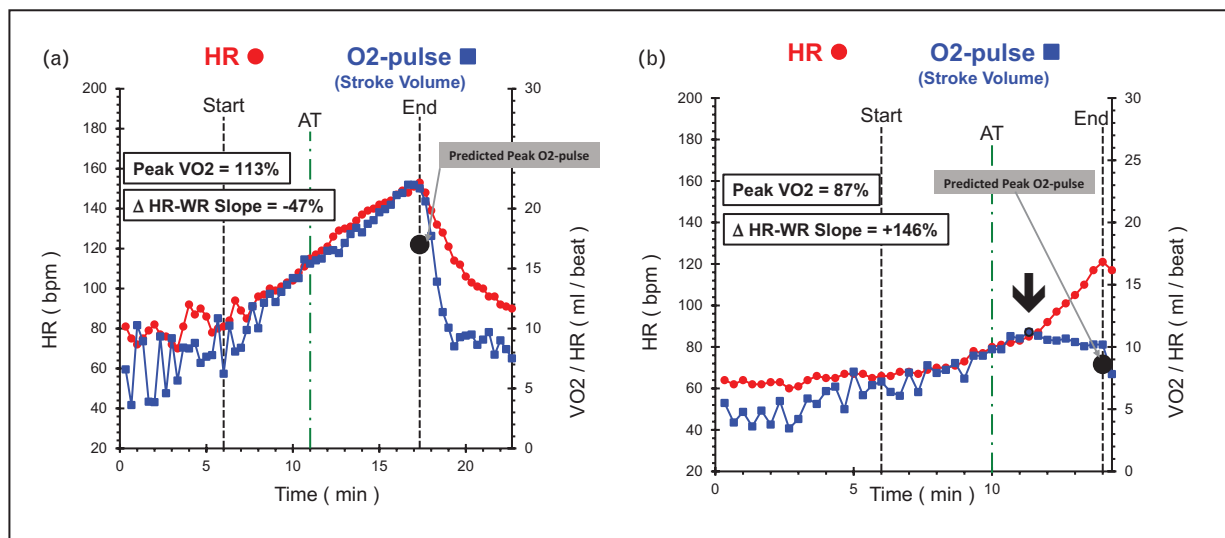 (a)
HR
O2-pulse
(Stroke Volume)
200
180
160
140
120
100
80
60
40
20
HR ( bpm )
30
25
20
15
10
5
0
VO2 / HR ( ml / beat )
Start
AT
End
Predicted Peak O2-pulse
Peak VO2 = 113%
Δ HR-WR Slope = -47%
0
5
10
15
20
Time ( min )
(b)
HR
O2-pulse
(Stroke Volume)
200
180
160
140
120
100
80
60
40
20
HR ( bpm )
30
25
20
15
10
5
0
VO2 / HR ( ml / beat )
Start
AT
End
Predicted Peak O2-pulse
Peak VO2 = 87%
Δ HR-WR Slope = +146%
0
5
10
Time ( min )